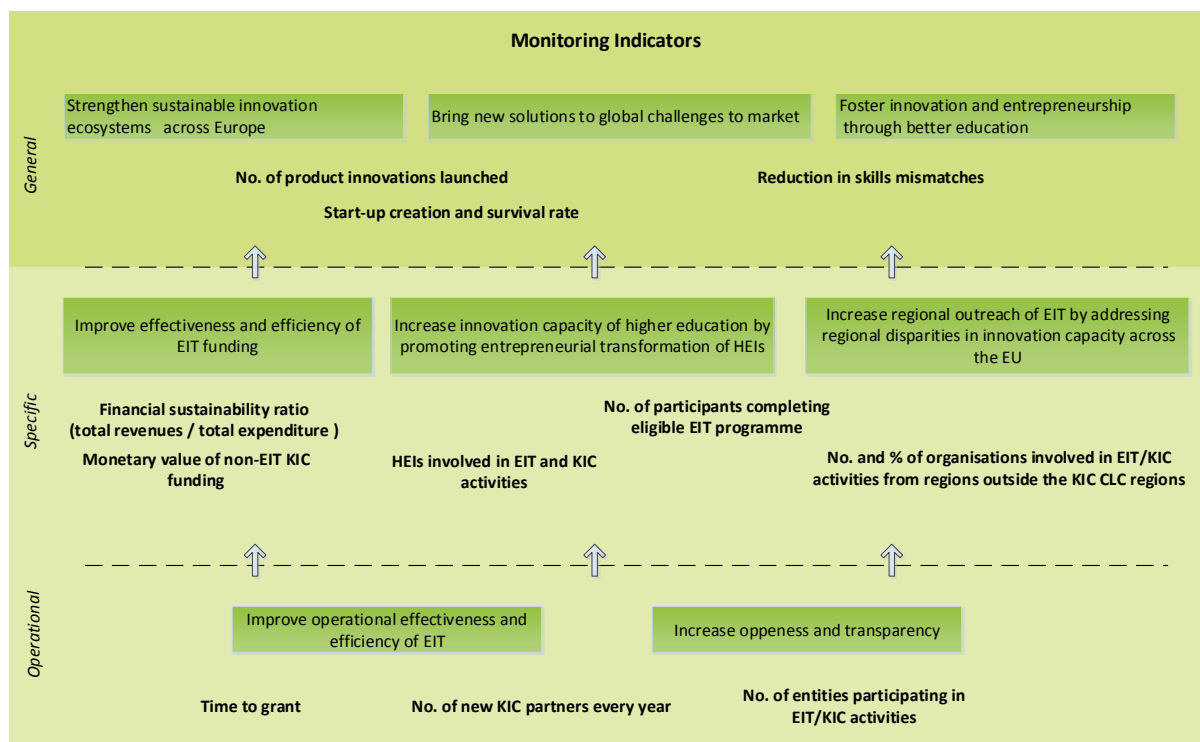 Monitoring Indicators
General
Strengthen sustainable innovation
ecosystems across Europe
Bring new solutions to global challenges to market
Foster innovation and entrepreneurship
through better education
No. of product innovations launched
Reduction in skills mismatches
Start-up creation and survival rate
Specific
Improve effectiveness and efficiency of
EIT funding
Increase innovation capacity of higher education by
promoting entrepreneurial transformation of HEIs
Increase regional outreach of EIT by addressing
regional disparities in innovation capacity across
the EU
Financial sustainability ratio
(total revenues / total expenditure )
Monetary value of non-EIT KIC
funding
HEIs involved in EIT and KIC
activities
No. of participants completing
eligible EIT programme
No. and % of organisations involved in EIT/KIC
activities from regions outside the KIC CLC regions
Operational
Improve operational effectiveness and
efficiency of EIT
Increase oppeness and transparency
Time to grant
No. of new KIC partners every year
No. of entities participating in
EIT/KIC activities